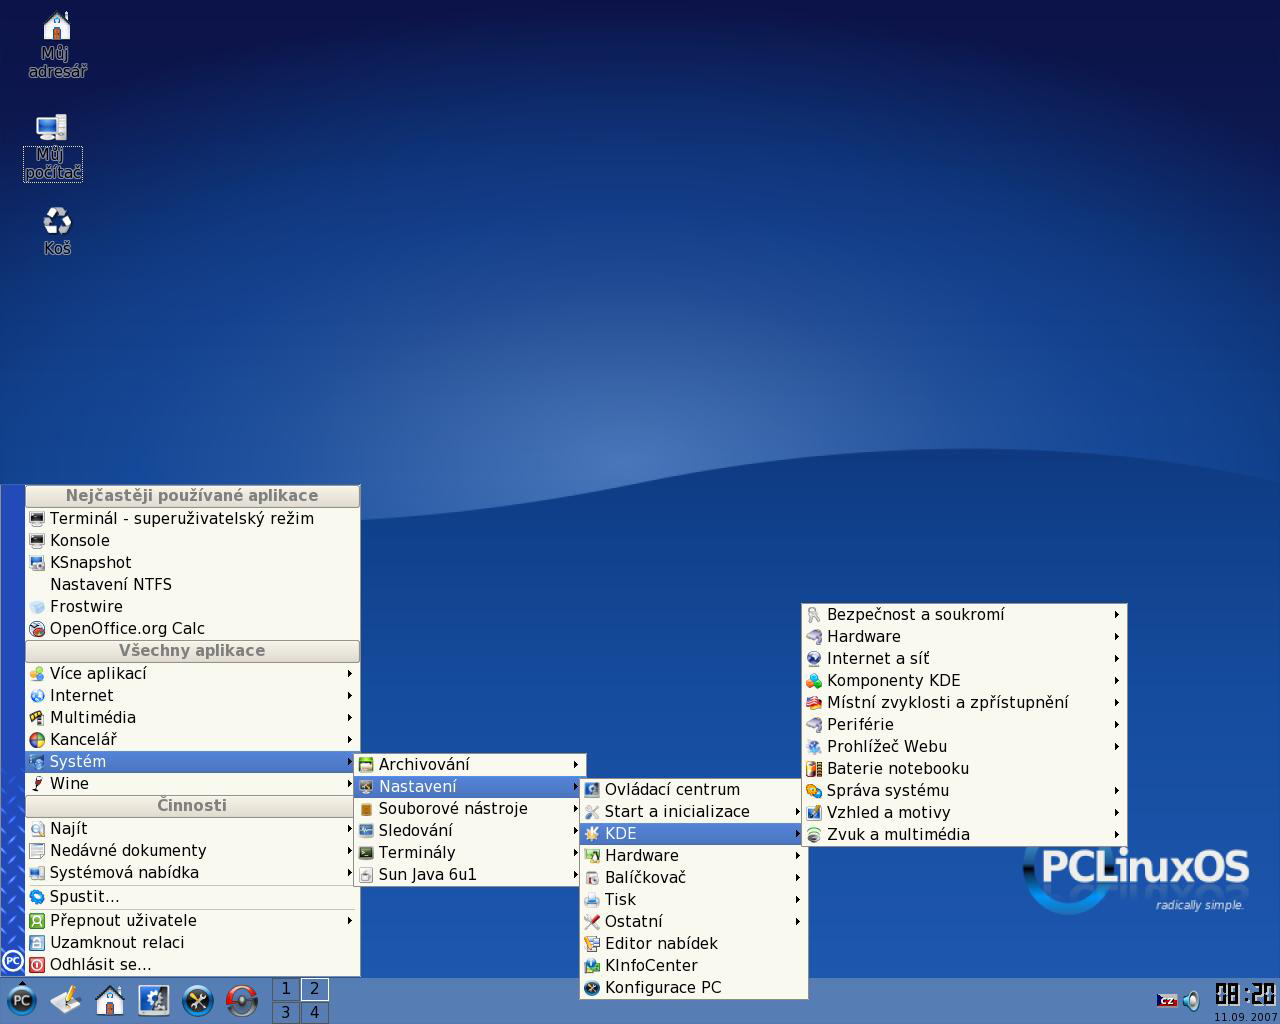 Můj
adresář
Můj
počítač
Koš
Nejčastěji používané aplikace
Terminál - superuživatelský režim
Konsole
KSnapshot
Nastavení NTFS
Frostwire
OpenOffice.org Calc
Všechny aplikace
Více aplikací
Internet
Multimédia
Kancelář
Systém
Wine
Činnosti
Najít
Nedávné dokumenty
Systémová nabídka
Spustit...
Přepnout uživatele
Uzamknout relaci
Odhlásit se...
Archivování
Nastavení
Souborové nástroje
Sledování
Terminály
Sun Java 6u1
Ovládací centrum
Start a inicializace
KDE
Hardware
Balíčkovač
Tisk
Ostatní
Editor nabídek
KInfoCenter
Konfigurace PC
Bezpečnost a soukromí
Hardware
Internet a síť
Komponenty KDE
Místní zvyklosti a zpřístupnění
Periférie
Prohlížeč Webu
Baterie notebooku
Správa systému
Vzhled a motivy
Zvuk a multimédia
PCLinuxOS
radically simple.
PC
PC
1 2
3 4
cz
08:20
11.09.2007